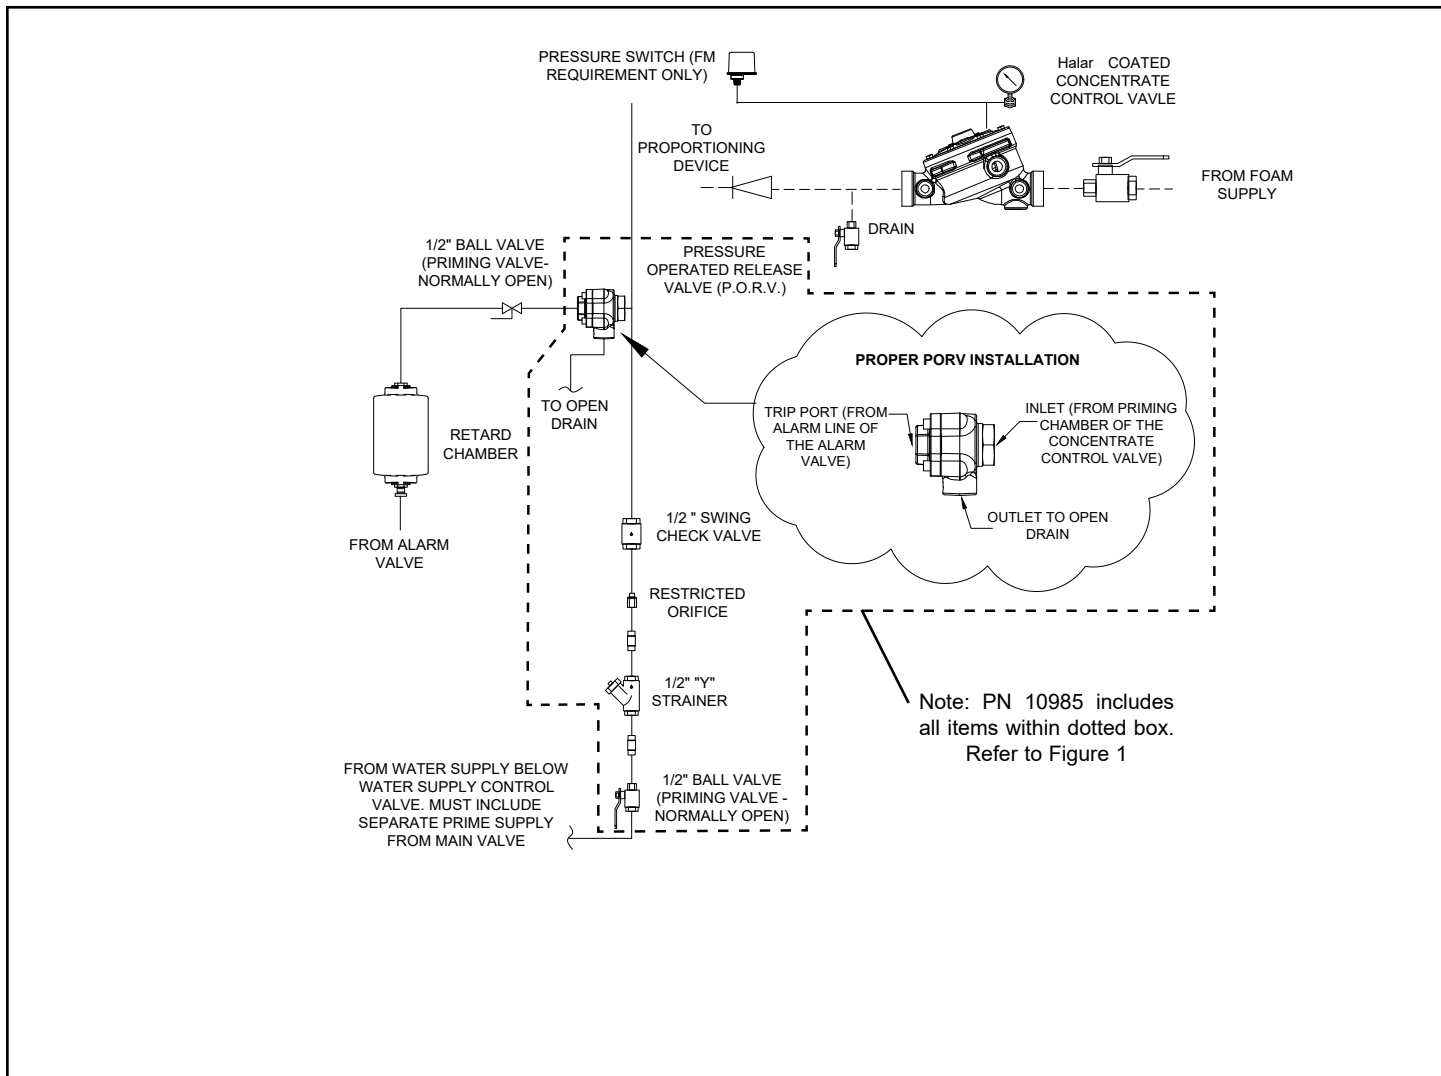 PRESSURE SWITCH (FM
REQUIREMENT ONLY)
Halar COATED
CONCENTRATE
CONTROL VAVLE
TO
PROPORTIONING
DEVICE
FROM FOAM
SUPPLY
DRAIN
1/2" BALL VALVE
(PRIMING VALVE-
NORMALLY OPEN)
PRESSURE
OPERATED RELEASE
VALVE (P.O.R.V.)
PROPER PORV INSTALLATION
TRIP PORT (FROM
ALARM LINE OF
THE ALARM
VALVE)
INLET (FROM PRIMING
CHAMBER OF THE
CONCENTRATE
CONTROL VALVE)
OUTLET TO OPEN
DRAIN
TO OPEN
DRAIN
RETARD
CHAMBER
FROM ALARM
VALVE
1/2 " SWING
CHECK VALVE
RESTRICTED
ORIFICE
1/2" "Y"
STRAINER
Note: PN 10985 includes
all items within dotted box.
Refer to Figure 1
FROM WATER SUPPLY BELOW
WATER SUPPLY CONTROL
VALVE. MUST INCLUDE
SEPARATE PRIME SUPPLY
FROM MAIN VALVE
1/2" BALL VALVE
(PRIMING VALVE -
NORMALLY OPEN)